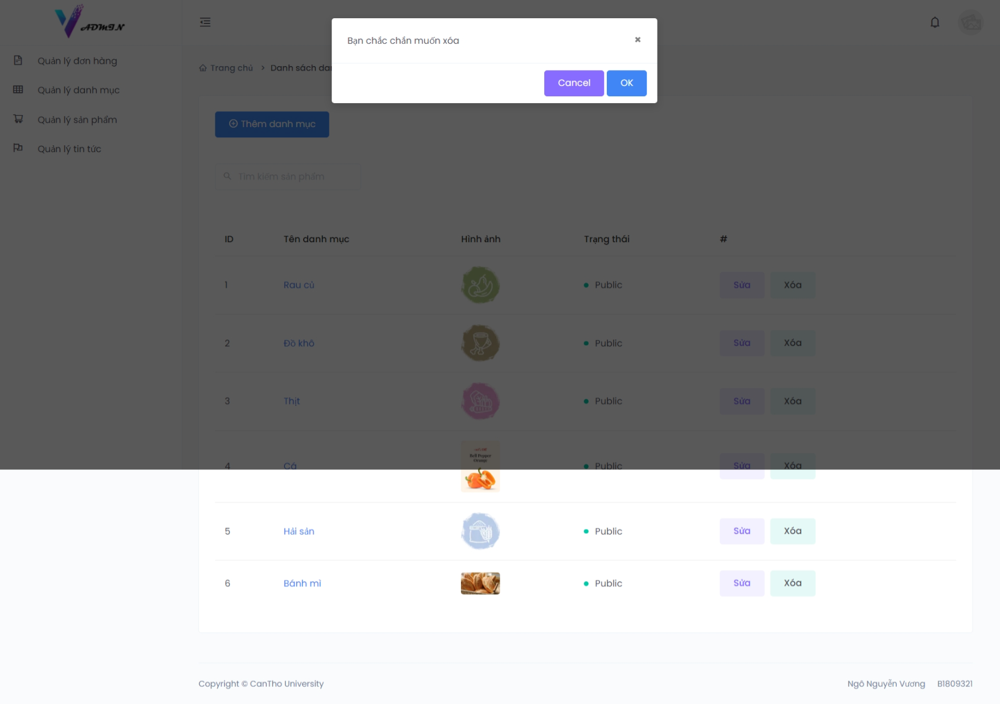 ADMIN
Bạn chắc chắn muốn xóa
×
Cancel
OK
Quản lý đơn hàng
Quản lý danh mục
Quản lý sản phẩm
Quản lý tin tức
Trang chủ > Danh sách
Thêm danh mục
Tìm kiếm sản phẩm
ID Tên danh mục Hình ảnh Trạng thái #
1 Rau củ Public Sửa Xóa
2 Đồ khô Public Sửa Xóa
3 Thịt Public Sửa Xóa
Bell Pepper
Orange
4 Cá Public Sửa Xóa
5 Hải sản Public Sửa Xóa
6 Bánh mì Public Sửa Xóa
Copyright © CanTho University
Ngô Nguyễn Vương B1809321